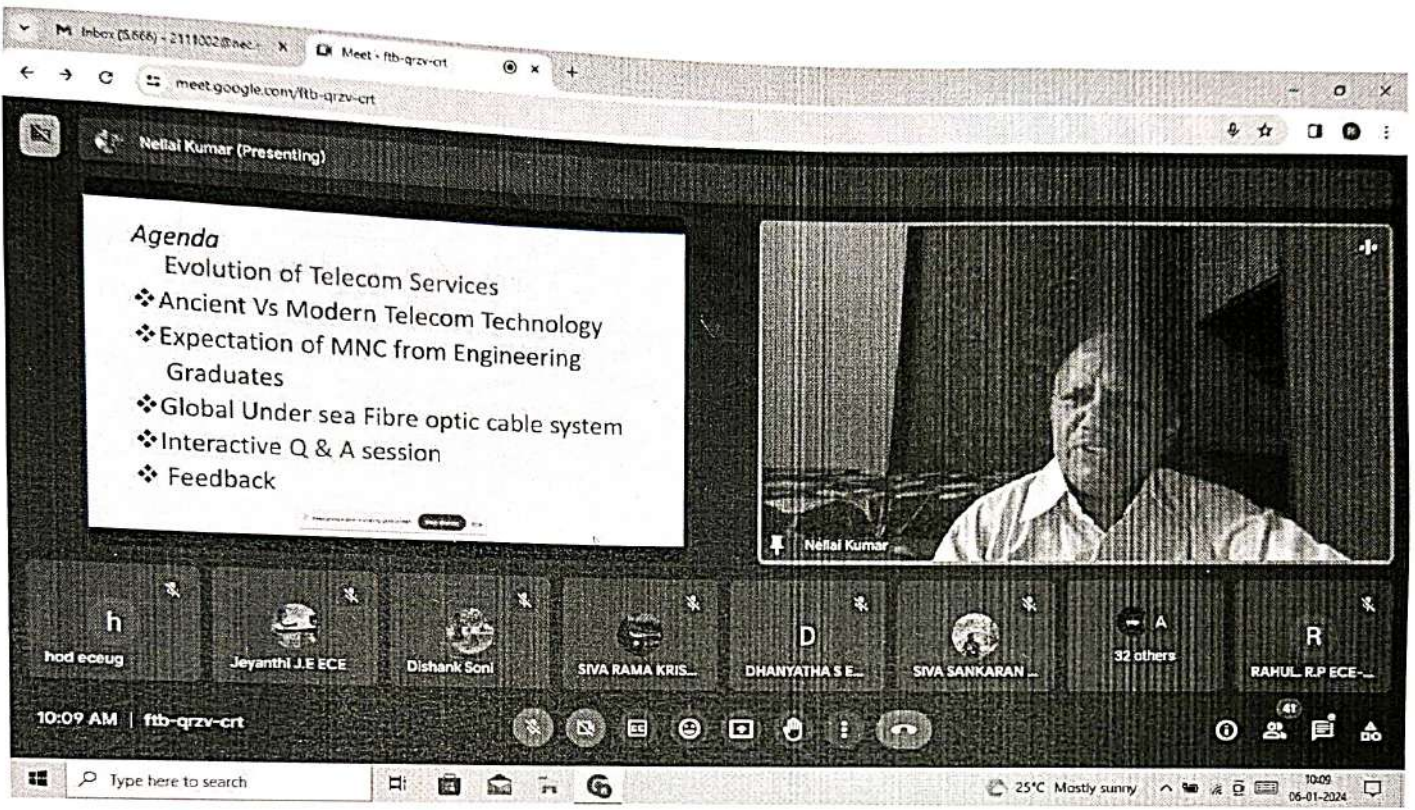 Inbox (5,666) - 2111002@nec -
Meet - ftb-qrzv-crt
meet.google.com/ftb-qrzv-crt
Nellai Kumar (Presenting)
Agenda
Evolution of Telecom Services
❖Ancient Vs Modern Telecom Technology
❖Expectation of MNC from Engineering
Graduates
❖Global Under sea Fibre optic cable system
❖Interactive Q & A session
❖ Feedback
Nellai Kumar
h
hod eceug
Jeyanthi J.E ECE
Dishank Soni
SIVA RAMA KRIS...
D
DHANYATHA S E...
SIVA SANKARAN ...
A
32 others
R
RAHUL R.P ECE-...
10:09 AM | ftb-qrzv-crt
CC
41
Type here to search
25°C Mostly sunny
10:09
06-01-2024